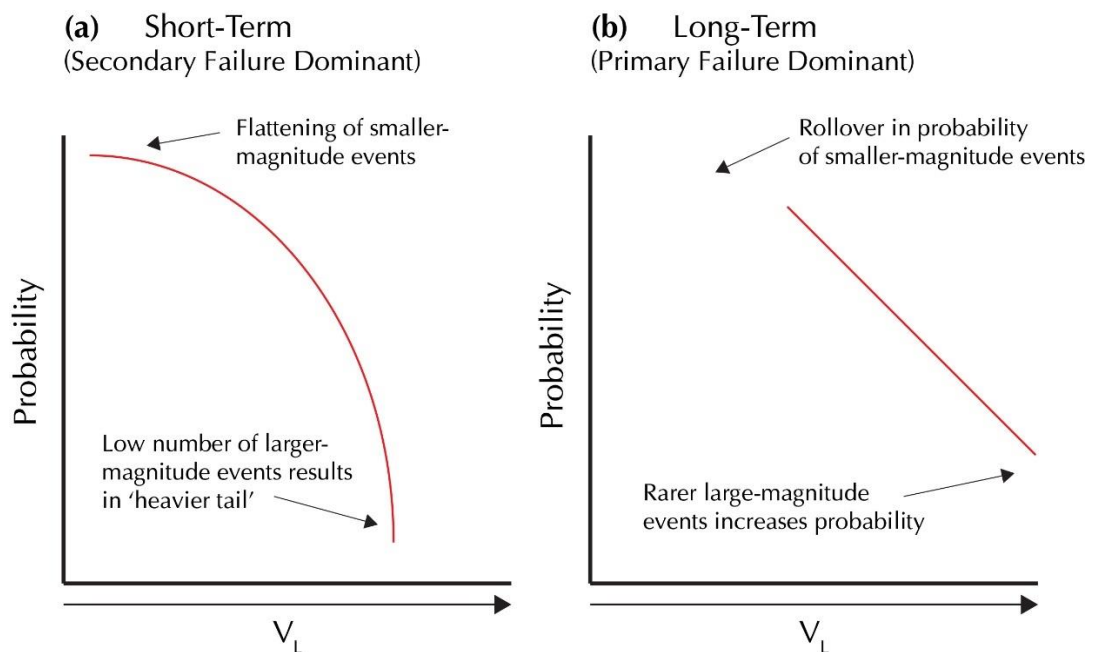 (a) Short-Term
(Secondary Failure Dominant)
Flattening of smaller-
magnitude events
Low number of larger-
magnitude events results
in ‘heavier tail’
Probability
V_L
(b) Long-Term
(Primary Failure Dominant)
Rollover in probability
of smaller-magnitude events
Rarer large-magnitude
events increases probability
Probability
V_L